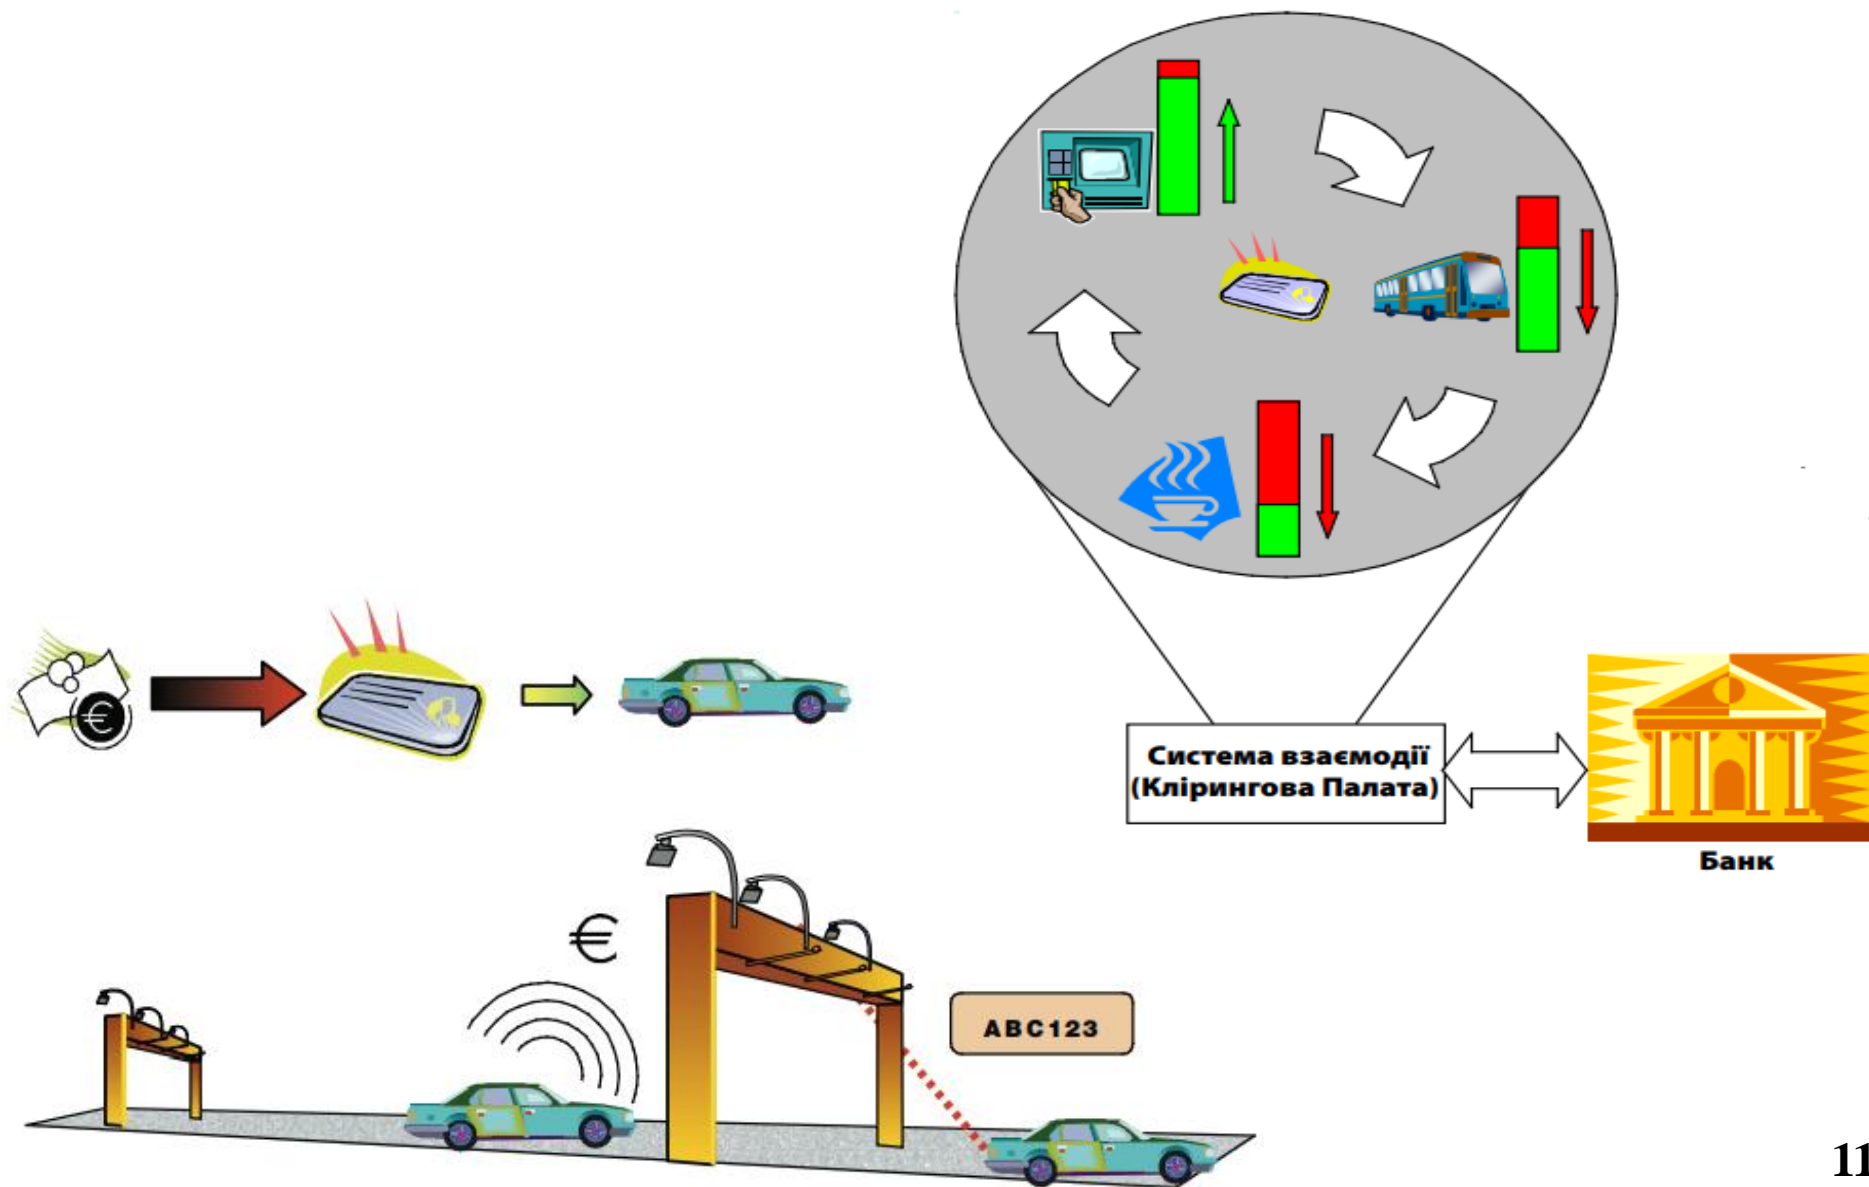 Система взаємодії
(Клірингова Палата)
Банк
€
€
ABC123
11